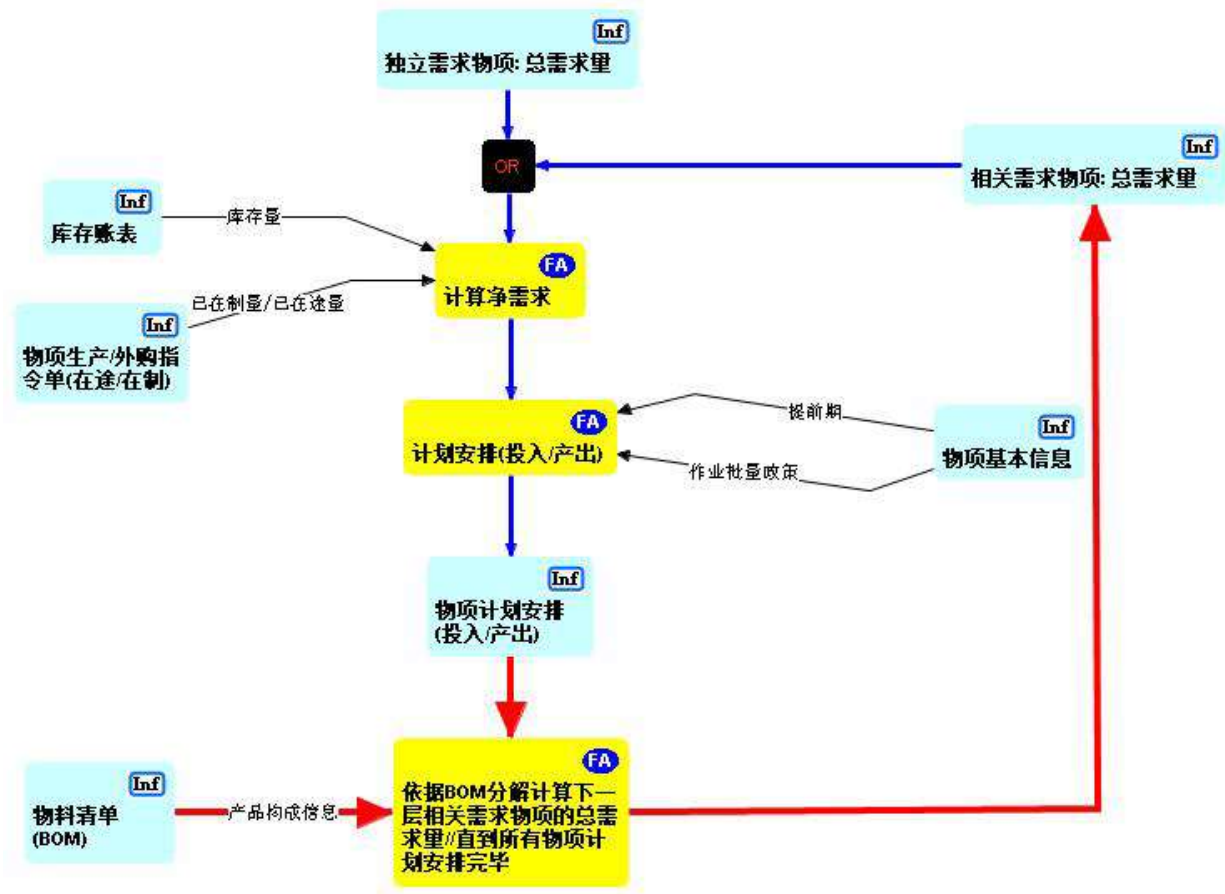 Inf
独立需求物项: 总需求量
OR
Inf
相关需求物项: 总需求量
Inf
库存账表
库存量
FA
计算净需求
已在制量/已在途量
Inf
物项生产/外购指
令单(在途/在制)
FA
计划安排(投入/产出)
提前期
作业批量政策
Inf
物项基本信息
Inf
物项计划安排
(投入/产出)
Inf
物料清单
(BOM)
产品构成信息
FA
依据BOM分解计算下一
层相关需求物项的总需
求量//直到所有物项计
划安排完毕